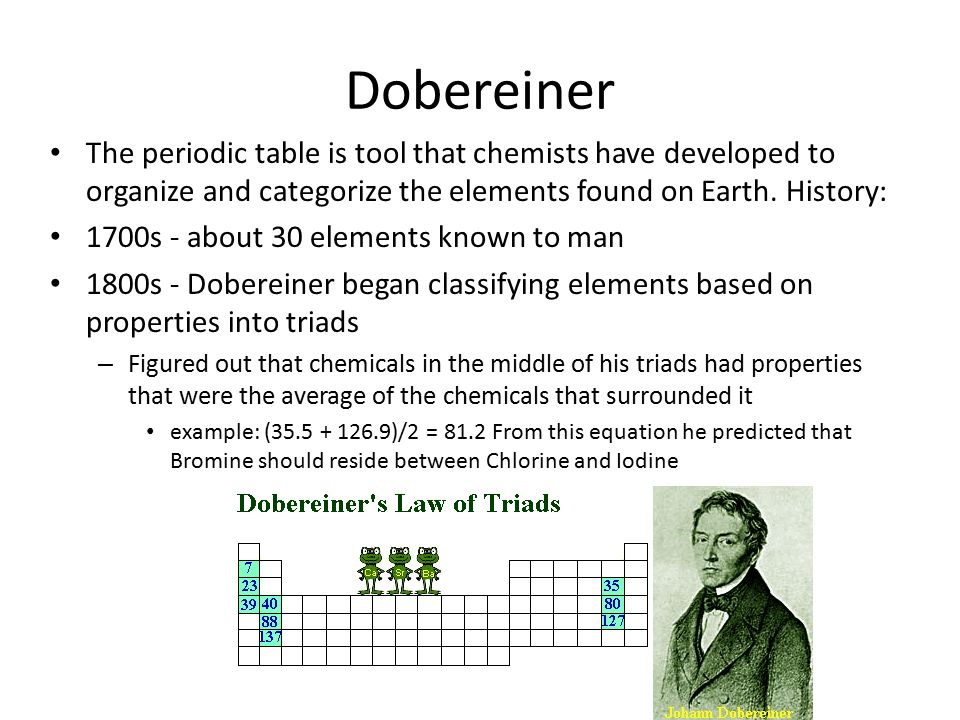 Dobereiner
• The periodic table is tool that chemists have developed to
organize and categorize the elements found on Earth. History:
• 1700s - about 30 elements known to man
• 1800s - Dobereiner began classifying elements based on
properties into triads
– Figured out that chemicals in the middle of his triads had properties
that were the average of the chemicals that surrounded it
• example: (35.5 + 126.9)/2 = 81.2 From this equation he predicted that
Bromine should reside between Chlorine and Iodine
Dobereiner's Law of Triads
Ca Sr Ba
7
23 35
39 40 80
88 127
137
Johann Dobereiner